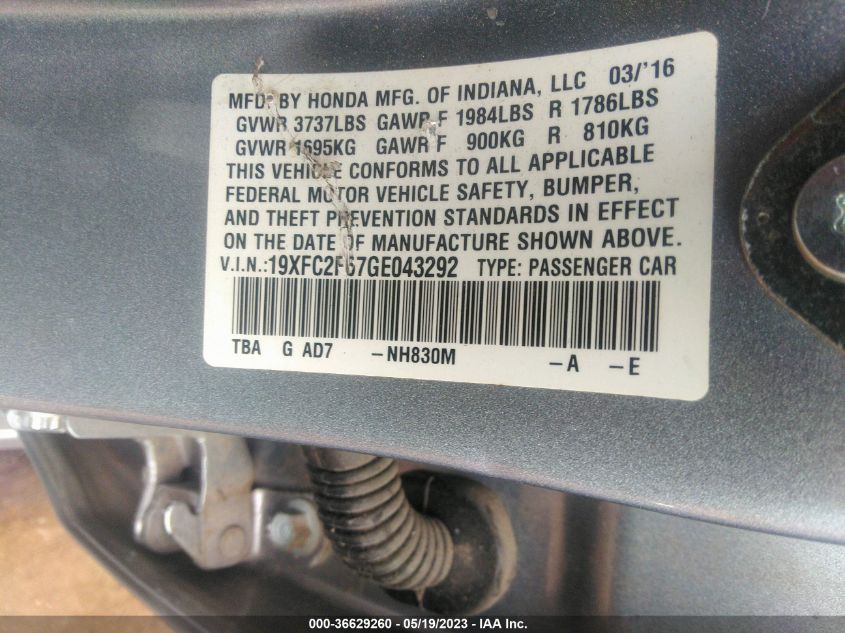 MFD. BY HONDA MFG. OF INDIANA, LLC 03/'16
GVWR 3737LBS GAWR F 1984LBS R 1786LBS
GVWR 1695KG GAWR F 900KG R 810KG
THIS VEHICLE CONFORMS TO ALL APPLICABLE
FEDERAL MOTOR VEHICLE SAFETY, BUMPER,
AND THEFT PREVENTION STANDARDS IN EFFECT
ON THE DATE OF MANUFACTURE SHOWN ABOVE.
V.I.N.:19XFC2F57GE043292 TYPE: PASSENGER CAR
TBA G AD7 -NH830M -A -E
000-36629260 - 05/19/2023 - IAA Inc.